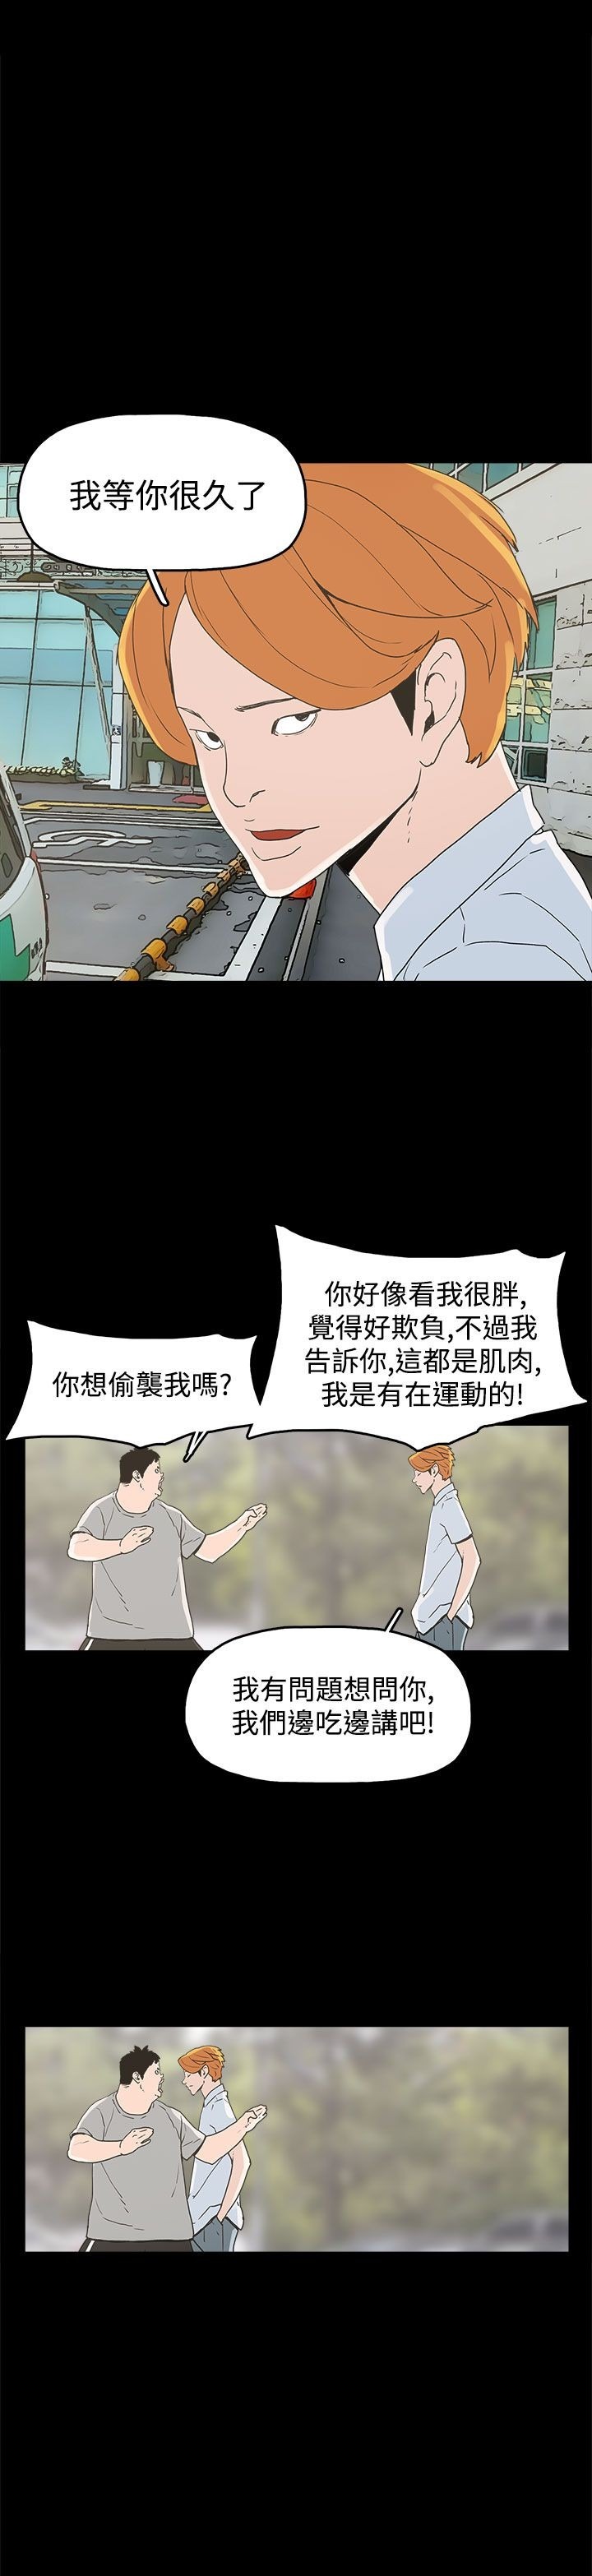 我等你很久了
你想偷襲我嗎?
你好像看我很胖,
覺得好欺負,不過我
告訴你,這都是肌肉,
我是有在運動的!
我有問題想問你,
我們邊吃邊講吧!